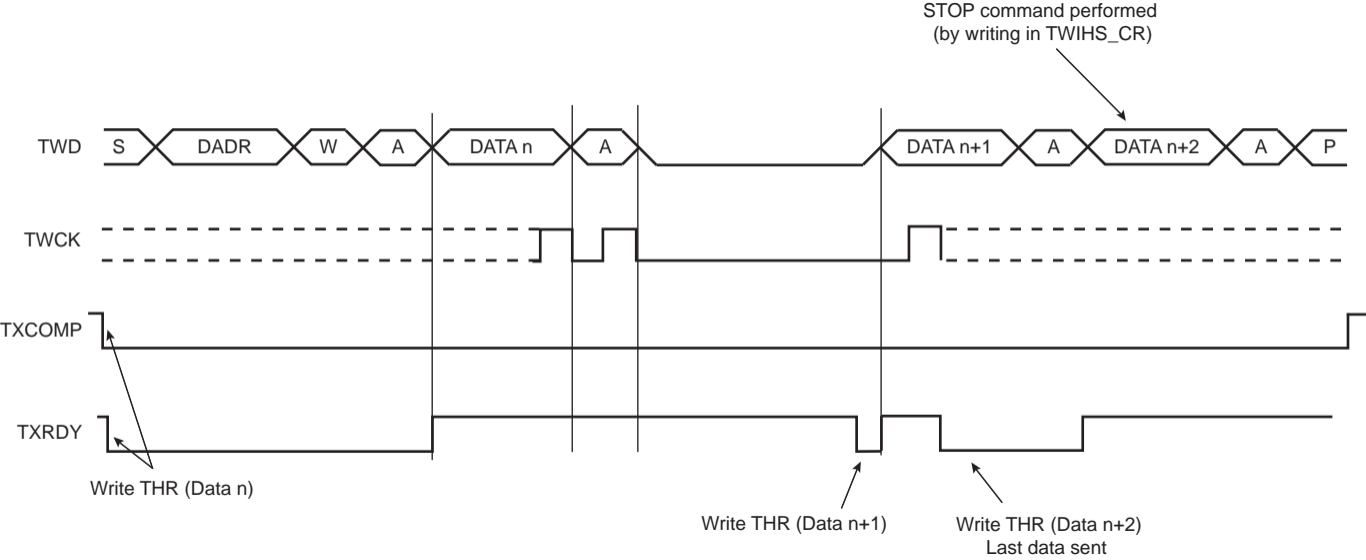 STOP command performed
(by writing in TWIHS_CR)
TWD S DADR W A DATA n A DATA n+1 A DATA n+2 A P
TWCK
TXCOMP
TXRDY
Write THR (Data n)
Write THR (Data n+1)
Write THR (Data n+2)
Last data sent